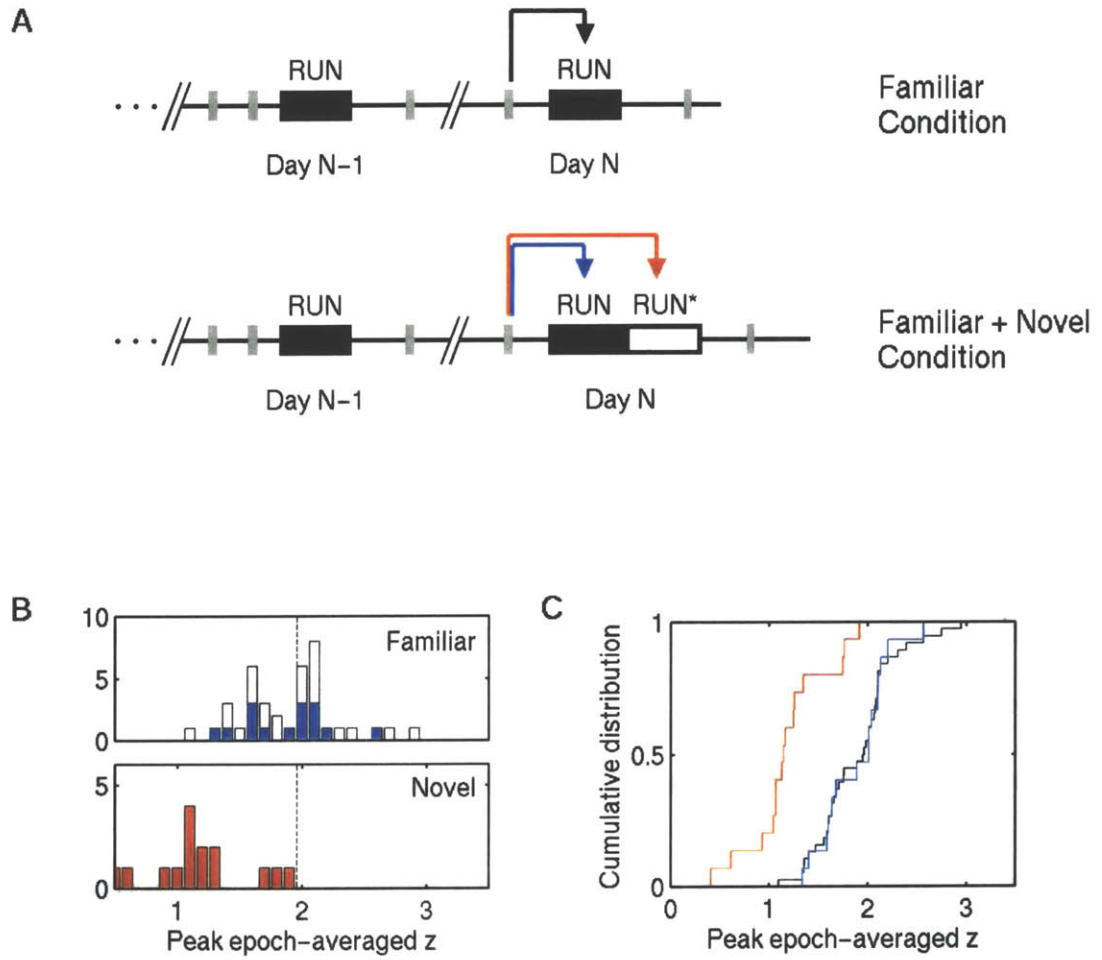 A
RUN
RUN
Familiar
Condition
Day N-1
Day N
RUN
RUN
RUN*
Familiar + Novel
Condition
Day N-1
Day N
B
10
Familiar
5
0
5
Novel
0
1
2
3
Peak epoch-averaged z
C
1
0.5
0
Cumulative distribution
0
1
2
3
Peak epoch-averaged z